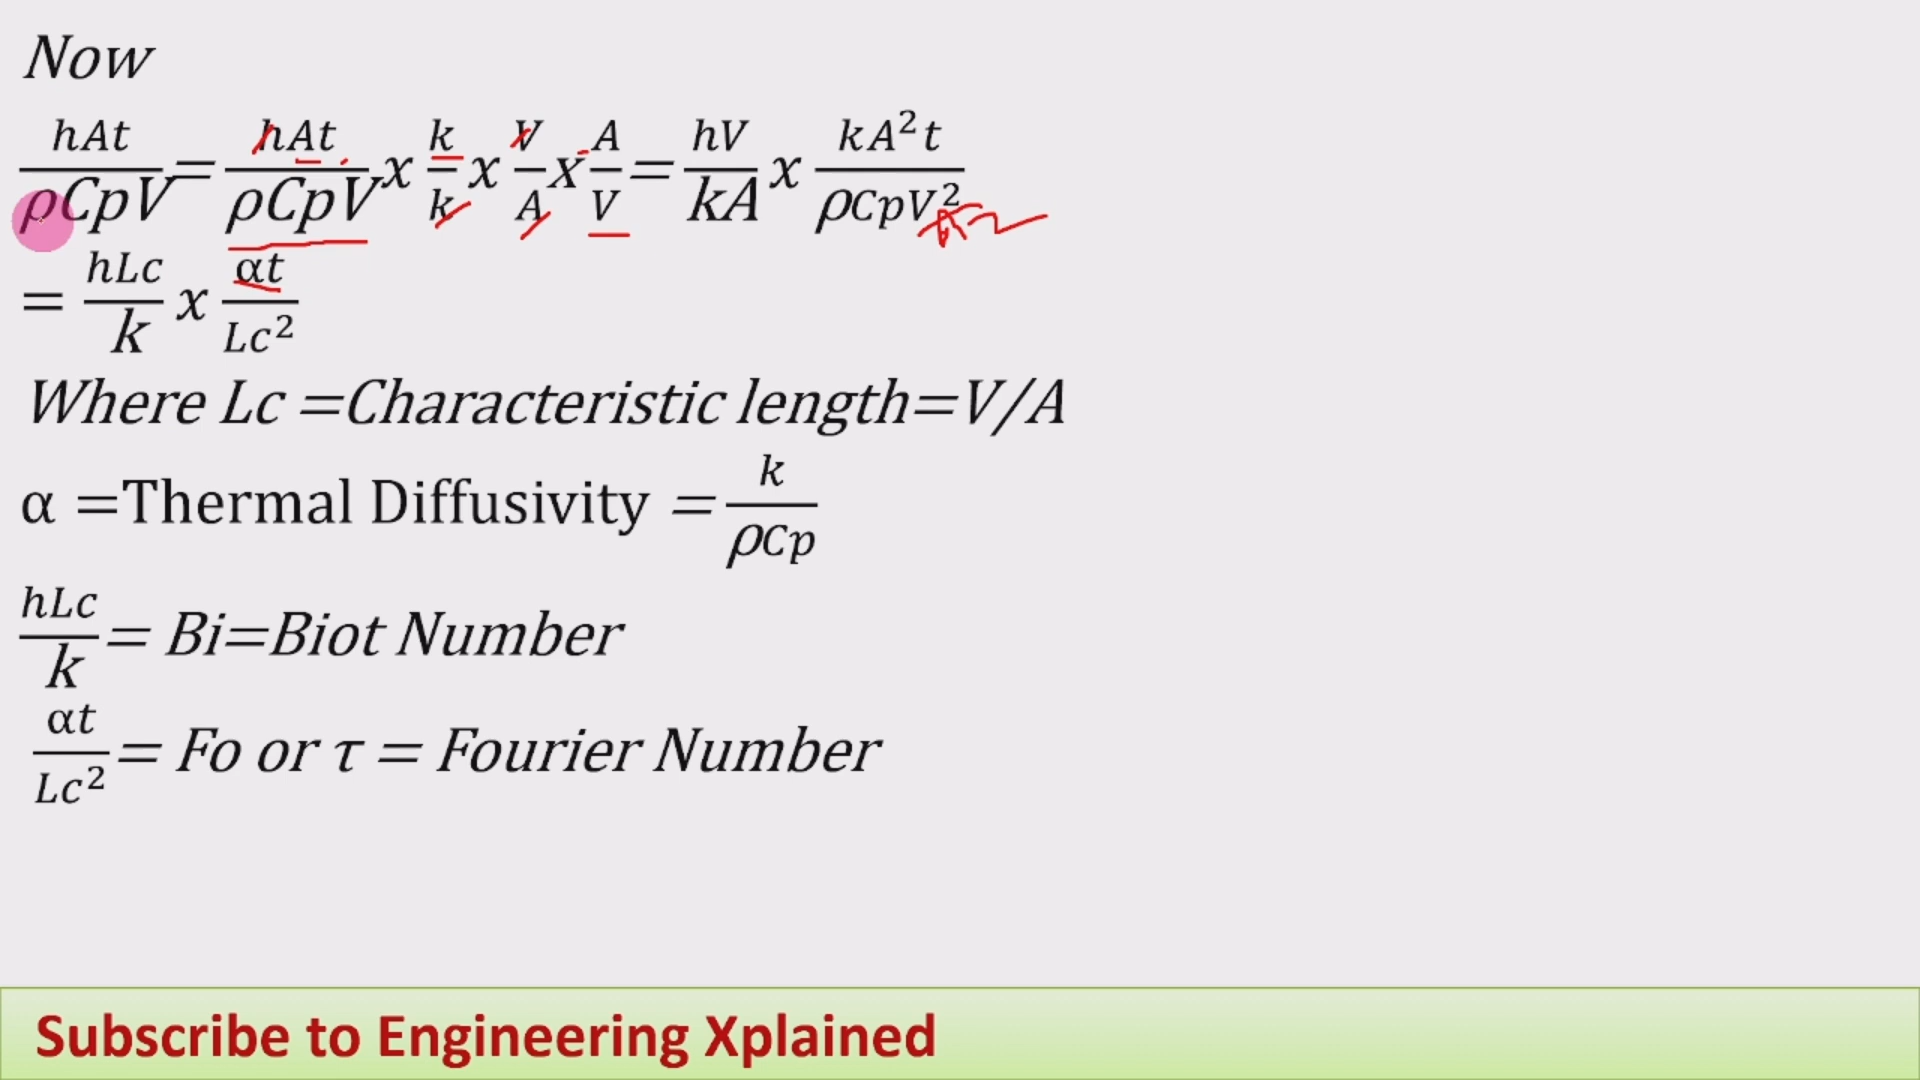 Now
hAt/ρCpV = hAt/ρCpV x k/k x V/A x A/V = hV/kA x kA²t/ρCpV²
= hLc/k x αt/Lc²
Where Lc =Characteristic length=V/A
α =Thermal Diffusivity = k/ρCp
hLc/k = Bi=Biot Number
αt/Lc² = Fo or τ = Fourier Number
Subscribe to Engineering Xplained